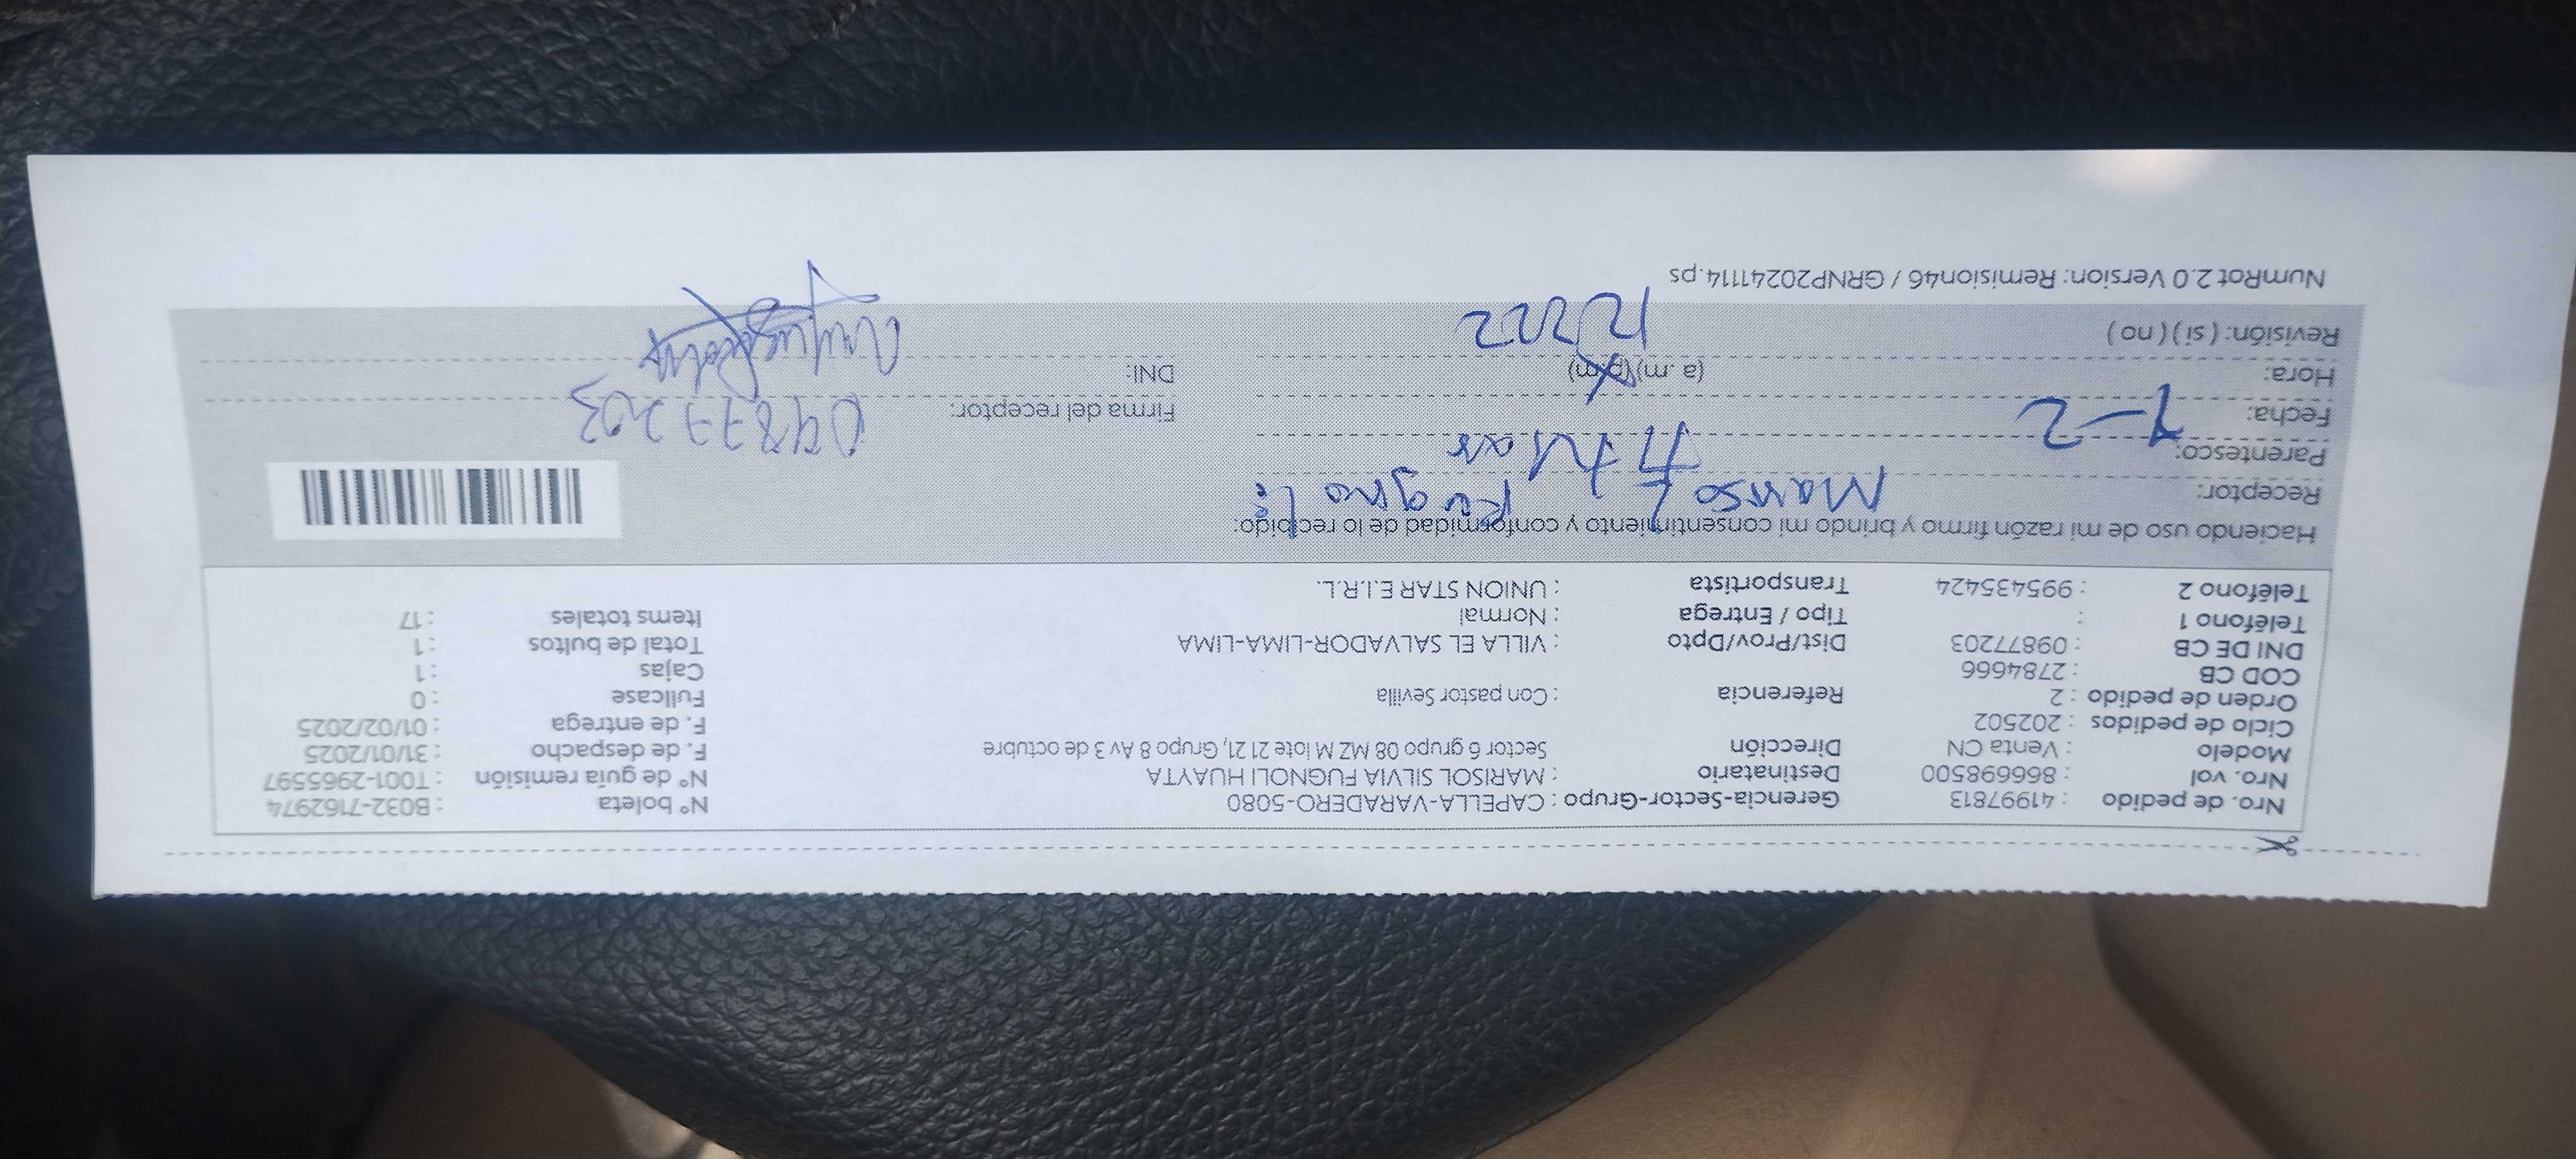 Nro. de pedido : 41997813 Gerencia-Sector-Grupo : CAPELLA-VARADERO-5080 N° boleta : B032-7162974
Nro. vol : 866698500 Destinatario : MARISOL SILVIA FUGNOLI HUAYTA N° de guía remisión : T001-2965597
Modelo : Venta CN Dirección Sector 6 grupo 08 MZ M lote 21 21, Grupo 8 Av 3 de octubre F. de despacho : 31/01/2025
Ciclo de pedidos : 202502 F. de entrega : 01/02/2025
Orden de pedido : 2 Referencia : Con pastor Sevilla Fullcase : 0
COD CB : 2784666 Cajas : 1
DNI DE CB : 09877203 Dist/Prov/Dpto : VILLA EL SALVADOR-LIMA-LIMA Total de bultos : 1
Teléfono 1 : Tipo / Entrega : Normal Items totales : 17
Teléfono 2 : 995435424 Transportista : UNION STAR E.I.R.L.
Haciendo uso de mi razón firmo y brindo mi consentimiento y conformidad de lo recibido:
Receptor: Marisol Fugnoli
Parentesco: Titular
Fecha: 1-2 Firma del receptor: 09877203
Hora: (a .m) (p.m) DNI:
Revisión: ( si ) ( no )
NumRot 2.0 Version: Remision46 / GRNP20241114.ps